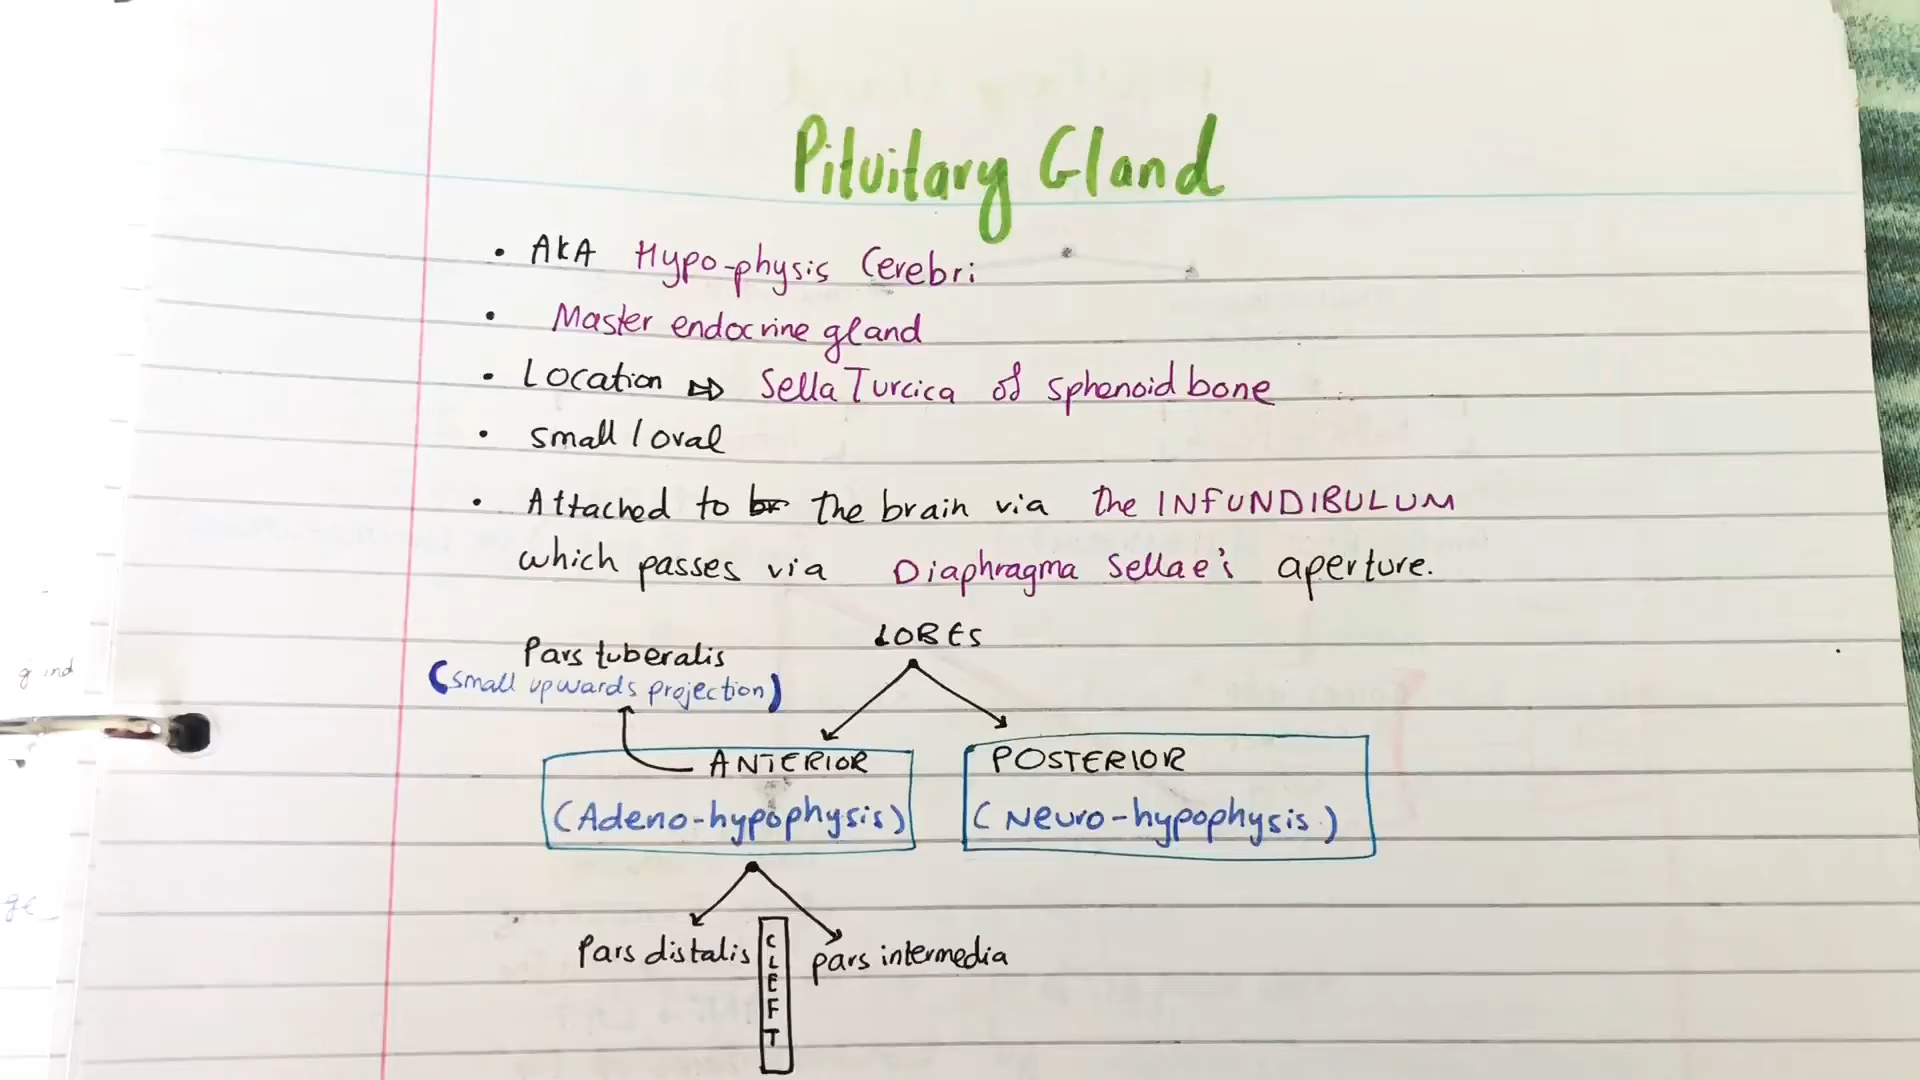 Pituitary Gland
• AKA Hypo-physis Cerebri
• Master endocrine gland
• Location ⇨ Sella Turcica of sphenoid bone
• small / oval
• Attached to the brain via the INFUNDIBULUM
which passes via Diaphragma Sellae's aperture.
LOBES
Pars tuberalis
(small upwards projection)
ANTERIOR
(Adeno-hypophysis)
POSTERIOR
(Neuro-hypophysis)
Pars distalis
CLEFT
pars intermedia